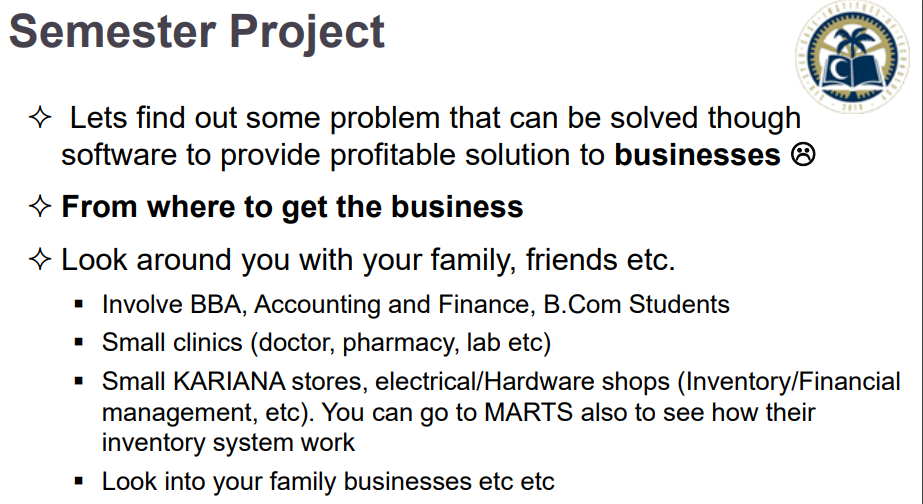 Semester Project
✧ Lets find out some problem that can be solved though
software to provide profitable solution to businesses ☹
✧ From where to get the business
✧ Look around you with your family, friends etc.
▪ Involve BBA, Accounting and Finance, B.Com Students
▪ Small clinics (doctor, pharmacy, lab etc)
▪ Small KARIANA stores, electrical/Hardware shops (Inventory/Financial
management, etc). You can go to MARTS also to see how their
inventory system work
▪ Look into your family businesses etc etc